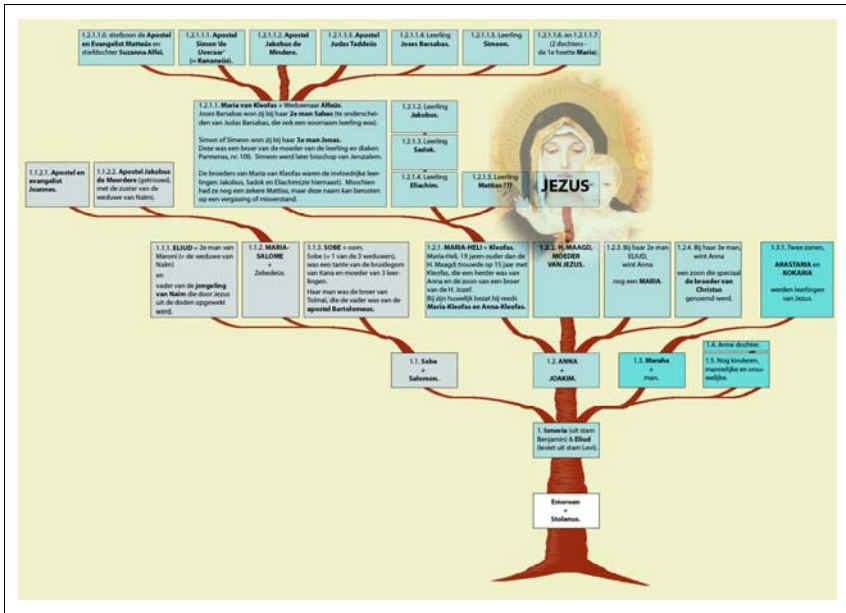 1.2.1.1.0. stiefzoon de Apostel
en Evangelist Matteüs en
stiefdochter Suzanna Alfeï.
1.2.1.1.1. Apostel
Simon 'de
IJveraar'
(= Kananeüs).
1.2.1.1.2. Apostel
Jakobus de
Mindere.
1.2.1.1.3. Apostel
Judas Taddeüs
1.2.1.1.4. Leerling
Joses Barsabas.
1.2.1.1.5. Leerling
Simeon.
1.2.1.1.6. en 1.2.1.1.7.
(2 dochters -
de 1e heette Maria).
1.2.1.1. Maria van Kleofas + Weduwnaar Alfeüs.
Joses Barsabas won zij bij haar 2e man Sabas (te onderschei-
den van Judas Barsabas, die ook een voornaam leerling was).
Simon of Simeon won zij bij haar 3e man Jonas.
Deze was een broer van de moeder van de leerling en diaken
Parmenas, nr. 100. Simeon werd later bisschop van Jeruzalem.
De broeders van Maria van Kleofas waren de invloedrijke leer-
lingen Jakobus, Sadok en Eliachim(zie hiernaast). Misschien
had ze nog een zekere Mattias, maar deze naam kan berusten
op een vergissing of misverstand.
1.2.1.2. Leerling
Jakobus.
1.2.1.3. Leerling
Sadok.
1.2.1.4. Leerling
Eliachim.
1.2.1.5. Leerling
Mattias ???
JEZUS
1.1.2.1. Apostel en
evangelist
Joannes.
1.1.2.2. Apostel Jakobus
de Meerdere (getrouwd,
met de zuster van de
weduwe van Naïm).
1.1.1. ELIUD = 2e man van
Maroni (= de weduwe van
Naïm)
en
vader van de jongeling
van Naïm die door Jezus
uit de doden opgewekt
werd.
1.1.2. MARIA-
SALOME
+
Zebedeüs.
1.1.3. SOBE + oom.
Sobe (= 1 van de 3 weduwen),
was een tante van de bruidegom
van Kana en moeder van 3 leer-
lingen.
Haar man was de broer van
Tolmai, die de vader was van de
apostel Bartolomeus.
1.2.1. MARIA-HELI + Kleofas.
Maria-Heli, 19 jaren ouder dan de
H. Maagd; trouwde op 15 jaar met
Kleofas, die een herder was van
Anna en de zoon van een broer
van de H. Jozef.
Bij zijn huwelijk bezat hij reeds
Maria-Kleofas en Anna-Kleofas.
1.2.2. H. MAAGD,
MOEDER
VAN JEZUS.
1.2.3. Bij haar 2e man
ELIUD,
wint Anna
nog een MARIA.
1.2.4. Bij haar 3e man,
wint Anna
een zoon die speciaal
de broeder van
Christus
genoemd werd.
1.3.1. Twee zonen,
ARASTARIA en
KOKARIA
werden leerlingen
van Jezus.
1.1. Sobe
+
Salomon.
1.2. ANNA
+
JOAKIM.
1.3. Maraha
+
man.
1.4. Arme dochter.
1.5. Nog kinderen,
mannelijke en vrou-
welijke.
1. Ismeria (uit stam
Benjamin) & Eliud
(leviet uit stam Levi).
Emoroen
+
Stolanus.